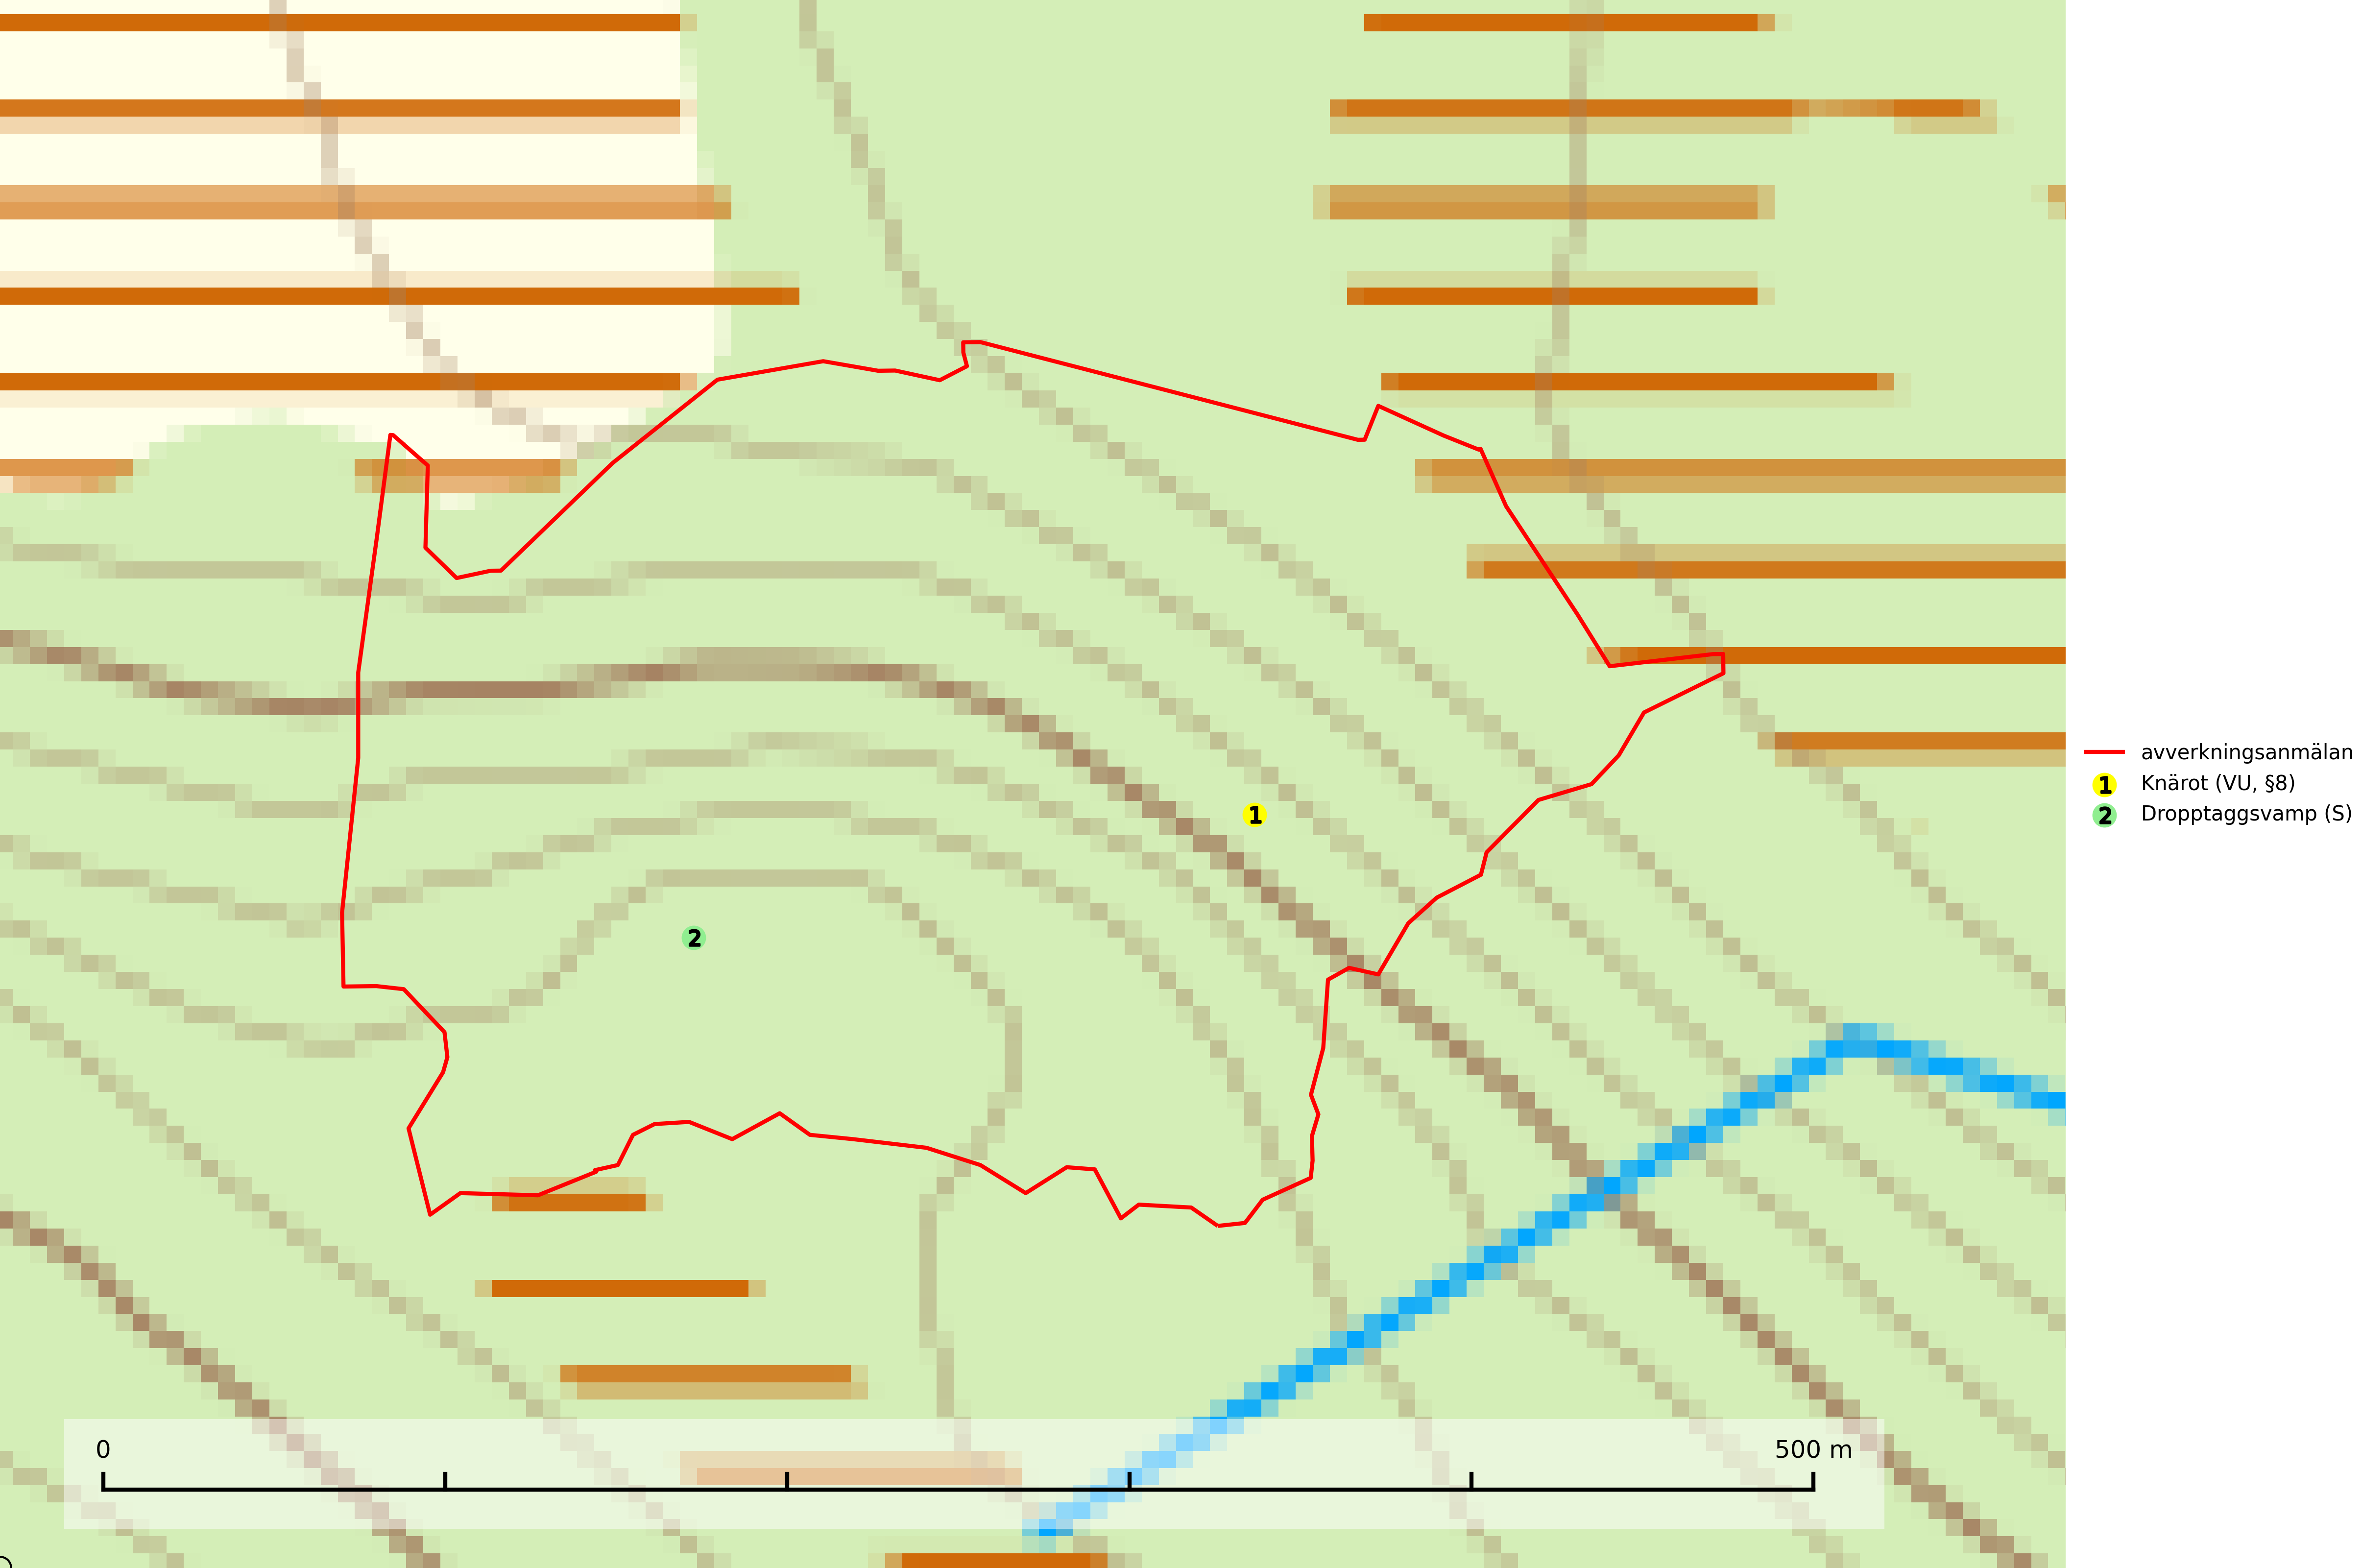 1
2
avverkningsanmälan
1 Knärot (VU, §8)
2 Dropptaggsvamp (S)
0 500 m